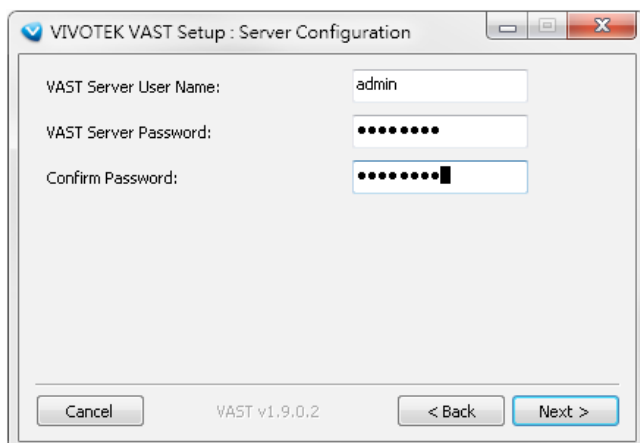 VIVOTEK VAST Setup : Server Configuration
VAST Server User Name: admin
VAST Server Password: ••••••••
Confirm Password: ••••••••
Cancel VAST v1.9.0.2 < Back Next >